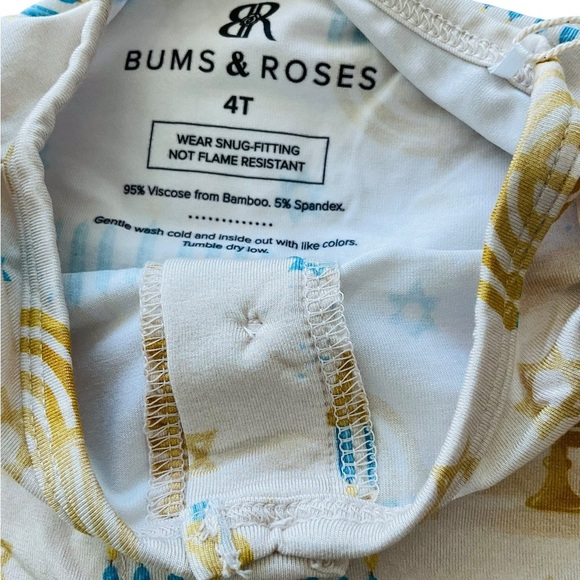 BR
BUMS & ROSES
4T
WEAR SNUG-FITTING
NOT FLAME RESISTANT
95% Viscose from Bamboo. 5% Spandex.
Gentle wash cold and inside out with like colors.
Tumble dry low.